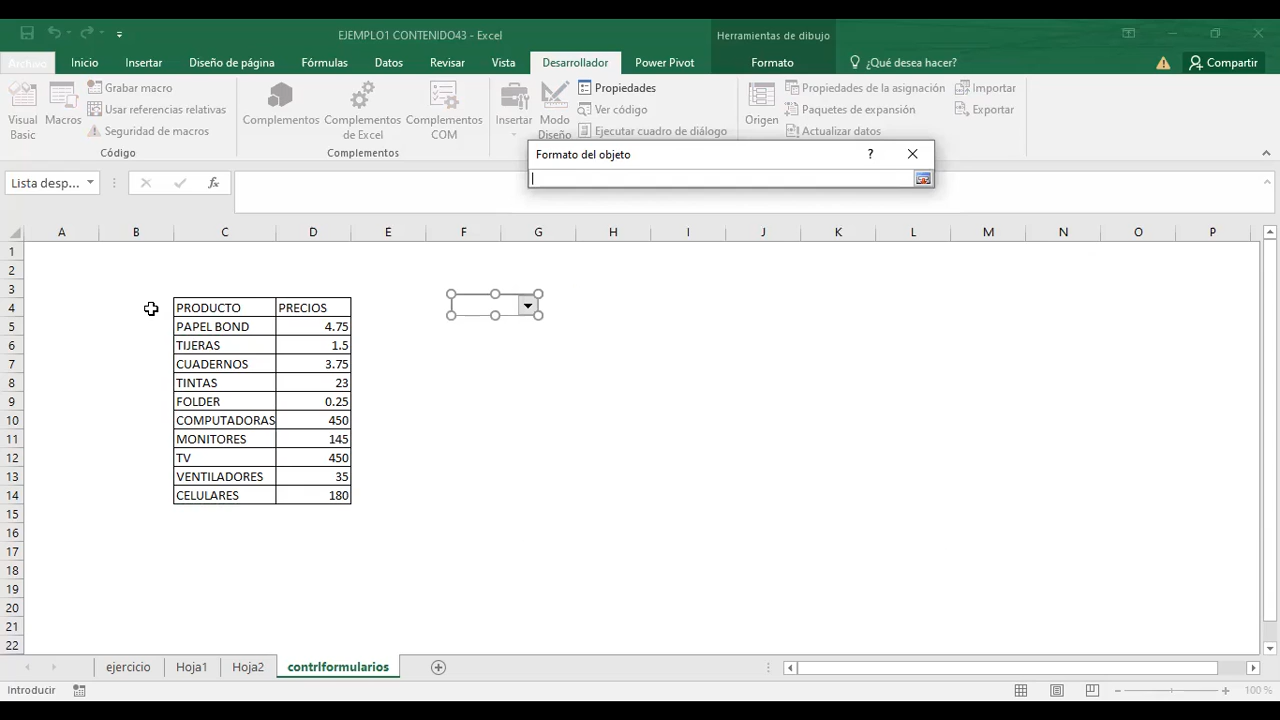 EJEMPLO1 CONTENIDO43 - Excel
Herramientas de dibujo
Archivo
Inicio
Insertar
Diseño de página
Fórmulas
Datos
Revisar
Vista
Desarrollador
Power Pivot
Formato
¿Qué desea hacer?
Compartir
Visual Basic
Macros
Grabar macro
Usar referencias relativas
Seguridad de macros
Código
Complementos
Complementos de Excel
Complementos COM
Complementos
Insertar
Modo Diseño
Propiedades
Ver código
Ejecutar cuadro de diálogo
Origen
Propiedades de la asignación
Paquetes de expansión
Actualizar datos
Importar
Exportar
Formato del objeto
?
Lista desp...
fx
A B C D E F G H I J K L M N O P
1
2
3
4 PRODUCTO PRECIOS
5 PAPEL BOND 4.75
6 TIJERAS 1.5
7 CUADERNOS 3.75
8 TINTAS 23
9 FOLDER 0.25
10 COMPUTADORAS 450
11 MONITORES 145
12 TV 450
13 VENTILADORES 35
14 CELULARES 180
15
16
17
18
19
20
21
22
ejercicio
Hoja1
Hoja2
contrlformularios
Introducir
100 %